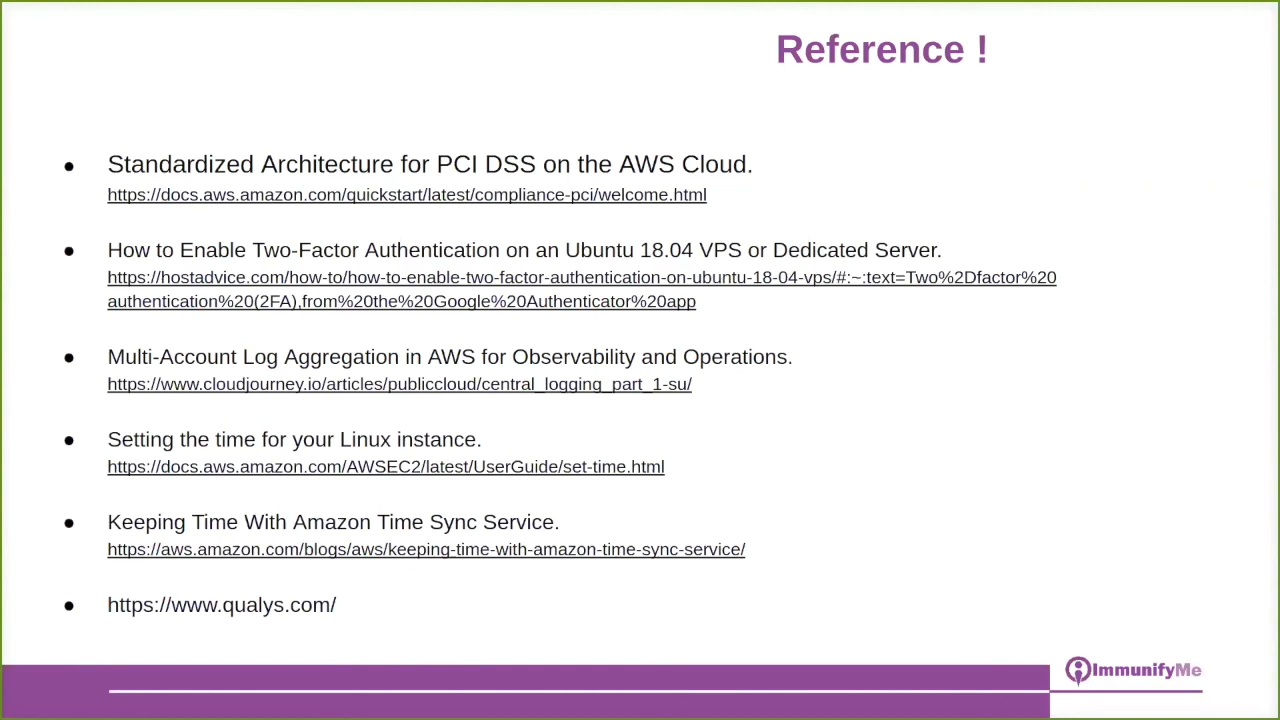 Reference !
● Standardized Architecture for PCI DSS on the AWS Cloud.
https://docs.aws.amazon.com/quickstart/latest/compliance-pci/welcome.html
● How to Enable Two-Factor Authentication on an Ubuntu 18.04 VPS or Dedicated Server.
https://hostadvice.com/how-to/how-to-enable-two-factor-authentication-on-ubuntu-18-04-vps/#:~:text=Two%2Dfactor%20
authentication%20(2FA),from%20the%20Google%20Authenticator%20app
● Multi-Account Log Aggregation in AWS for Observability and Operations.
https://www.cloudjourney.io/articles/publiccloud/central_logging_part_1-su/
● Setting the time for your Linux instance.
https://docs.aws.amazon.com/AWSEC2/latest/UserGuide/set-time.html
● Keeping Time With Amazon Time Sync Service.
https://aws.amazon.com/blogs/aws/keeping-time-with-amazon-time-sync-service/
● https://www.qualys.com/
ImmunifyMe